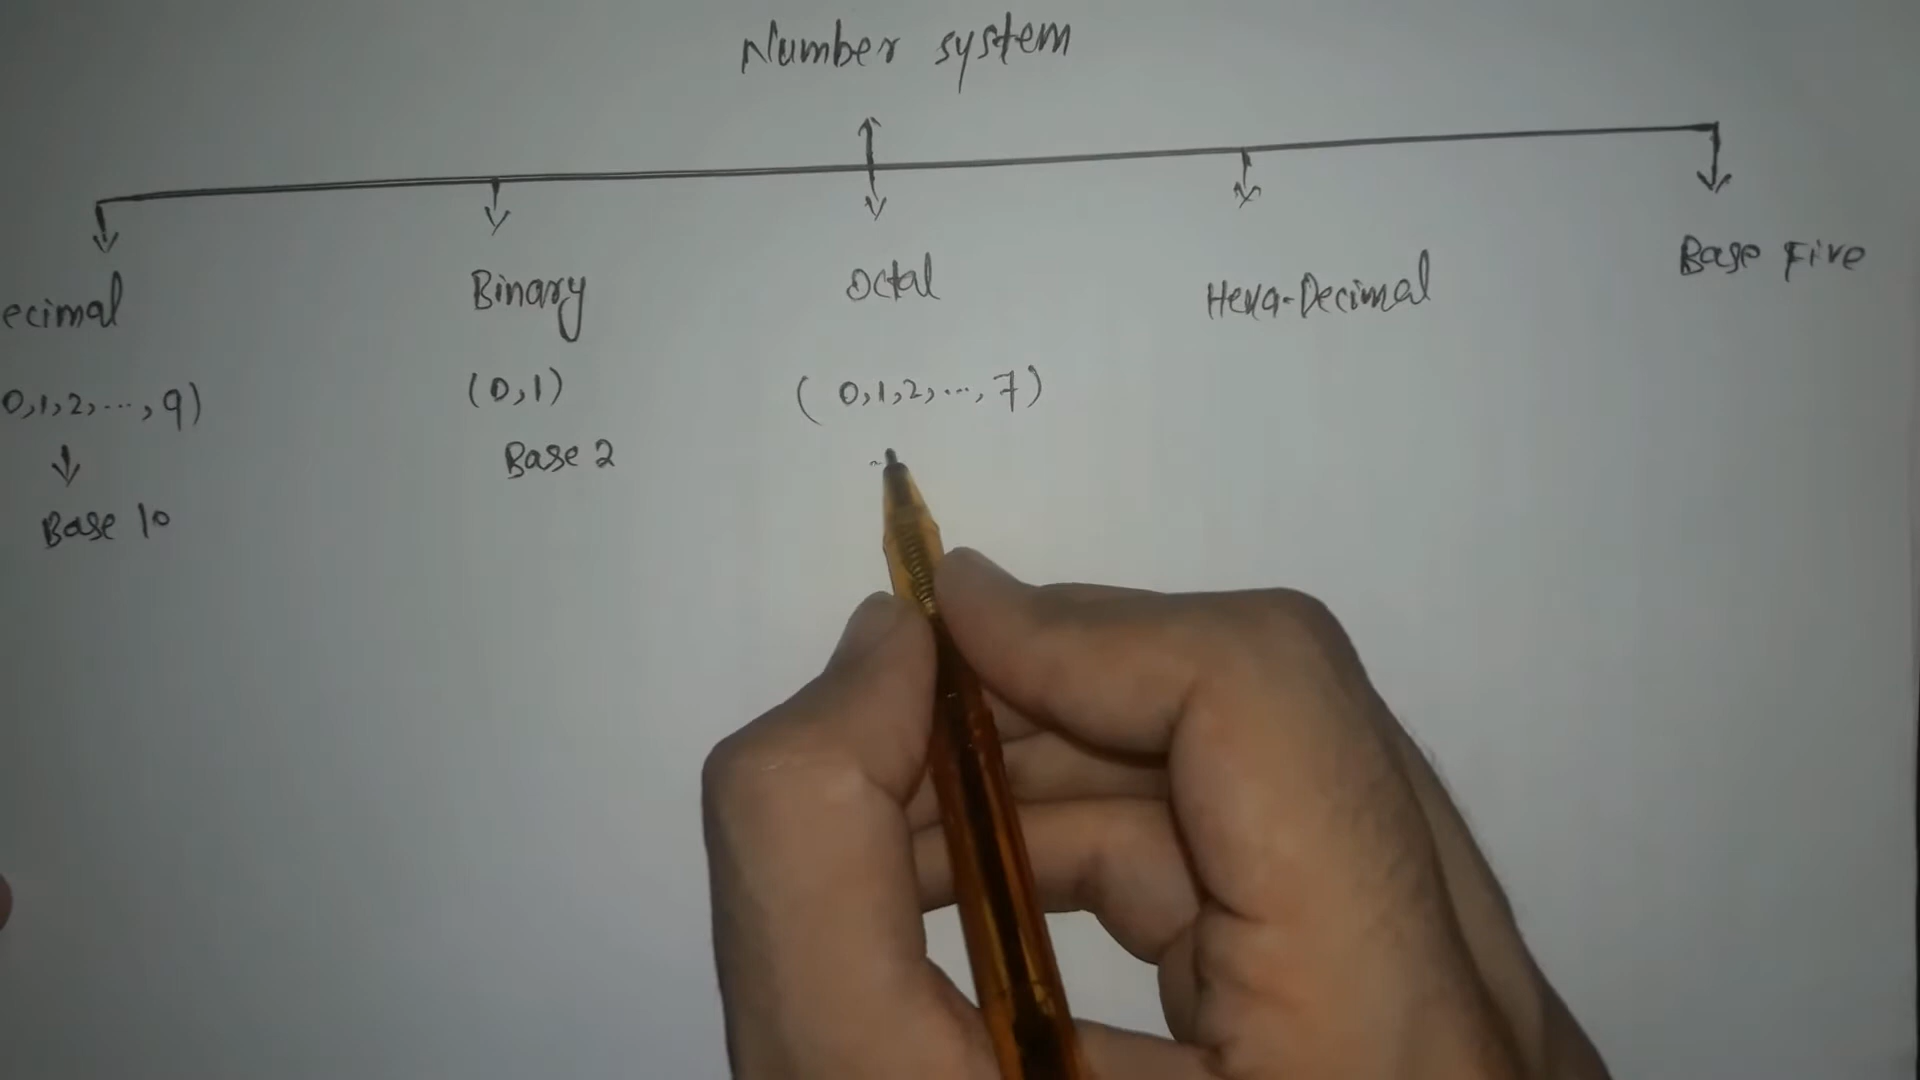 Number system
ecimal
Binary
Octal
Hexa-Decimal
Base Five
0,1,2,...,9)
(0,1)
(0,1,2,...,7)
Base 10
Base 2